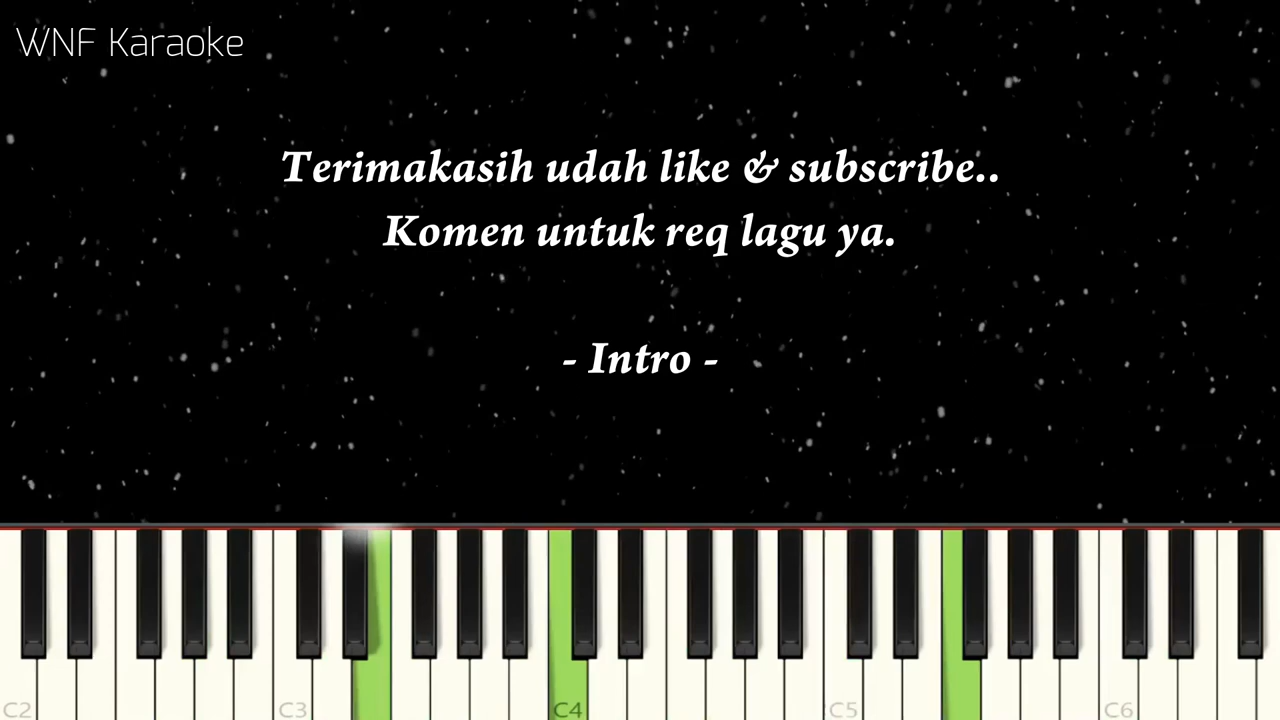 WNF Karaoke
Terimakasih udah like & subscribe..
Komen untuk req lagu ya.
- Intro -
C2
C3
C4
C5
C6